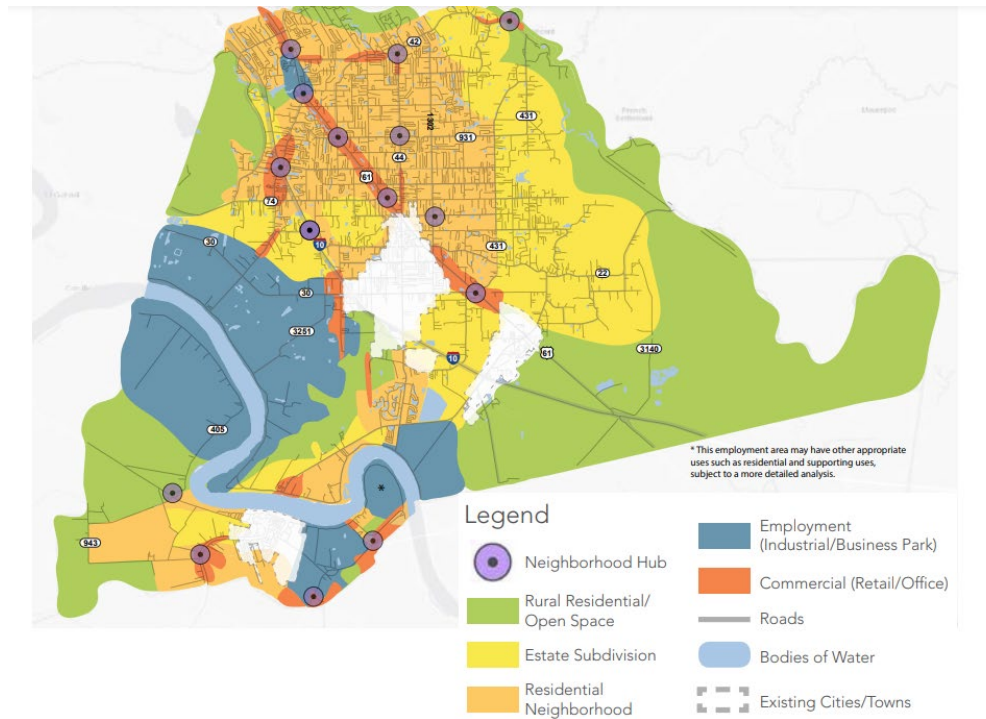 42
431
1302
931
44
61
74
30
10
431
22
30
3251
3140
61
10
405
943
*
* This employment area may have other appropriate
uses such as residential and supporting uses,
subject to a more detailed analysis.
Legend
Neighborhood Hub
Rural Residential/
Open Space
Estate Subdivision
Residential
Neighborhood
Employment
(Industrial/Business Park)
Commercial (Retail/Office)
Roads
Bodies of Water
Existing Cities/Towns